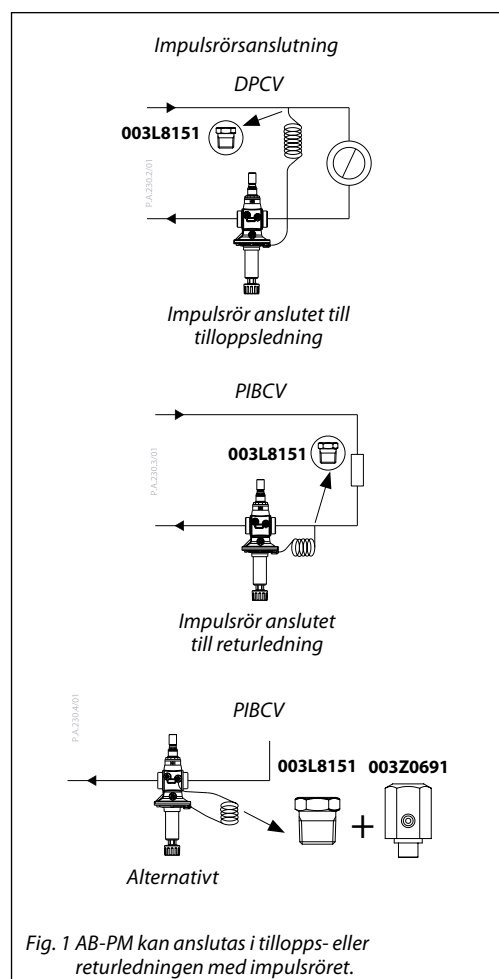 Impulsrörsanslutning
DPCV
003L8151
P.A.230.2/01
Impulsrör anslutet till
tilloppsledning
PIBCV
003L8151
P.A.230.3/01
Impulsrör anslutet
till returledning
P.A.230.4/01
PIBCV
003L8151 003Z0691
+
Alternativt
Fig. 1 AB-PM kan anslutas i tillopps- eller
returledningen med impulsröret.